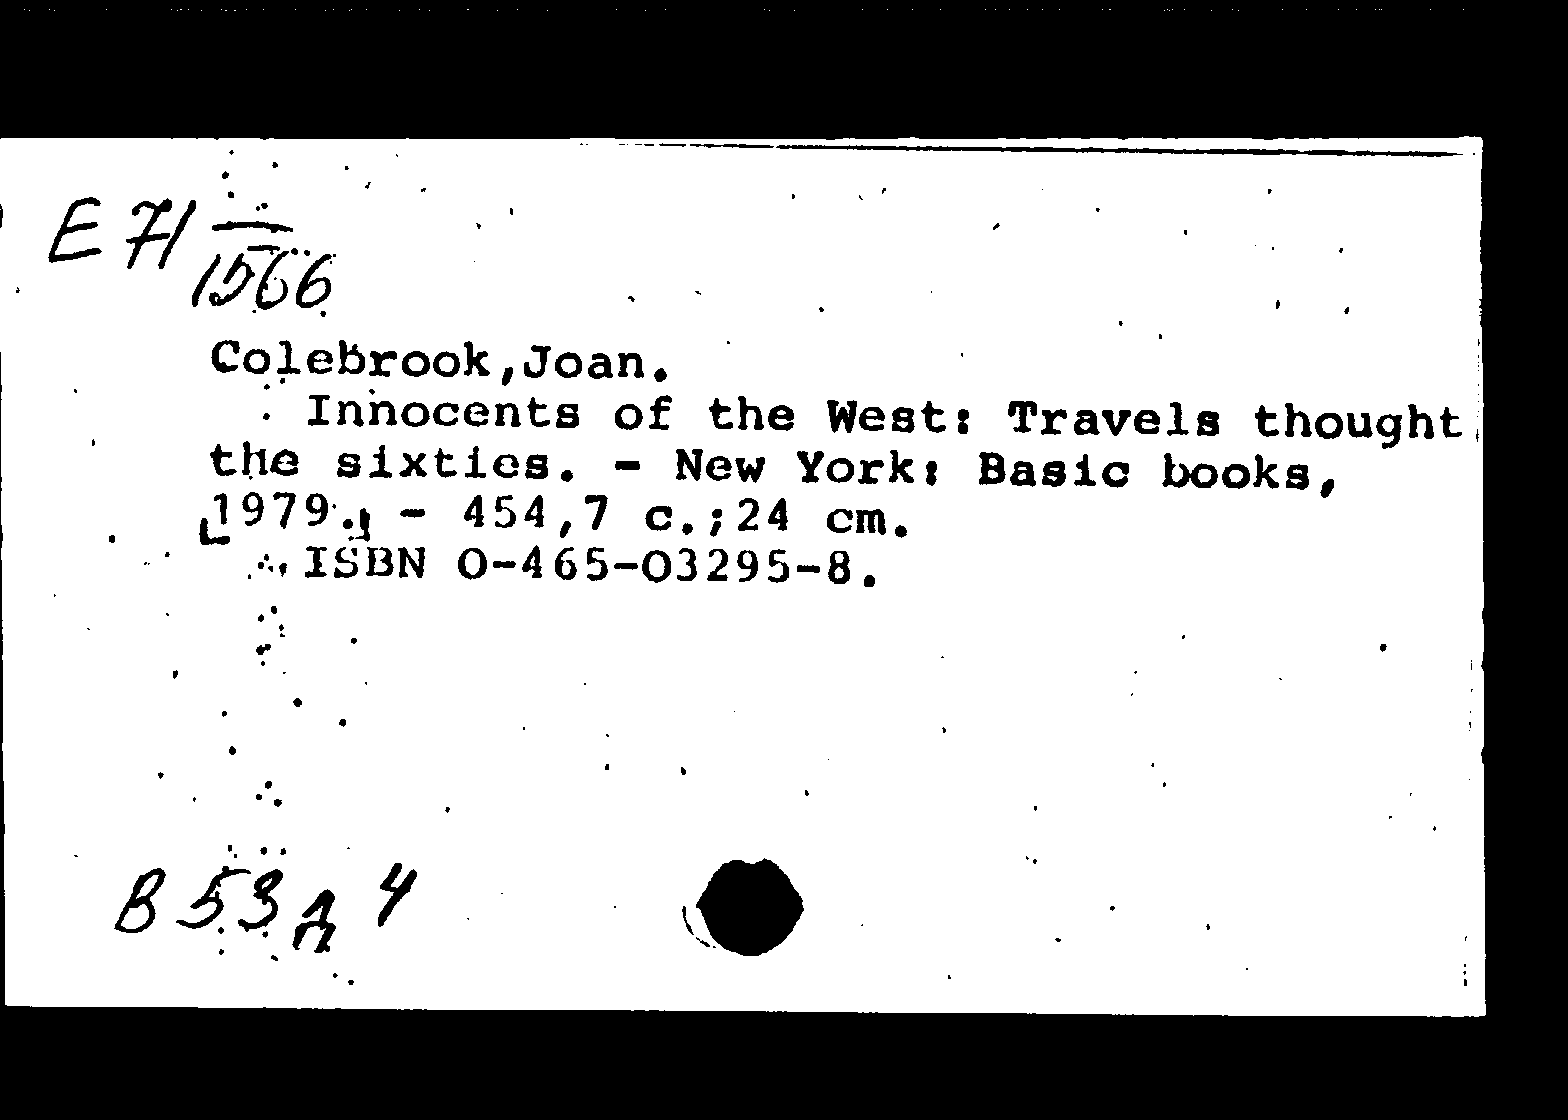 E 71/1566
Colebrook,Joan.
Innocents of the West: Travels thought
the sixties. - New York: Basic books,
[1979.] - 454,7 c.;24 cm.
ISBN 0-465-03295-8.
В 53 Д 4